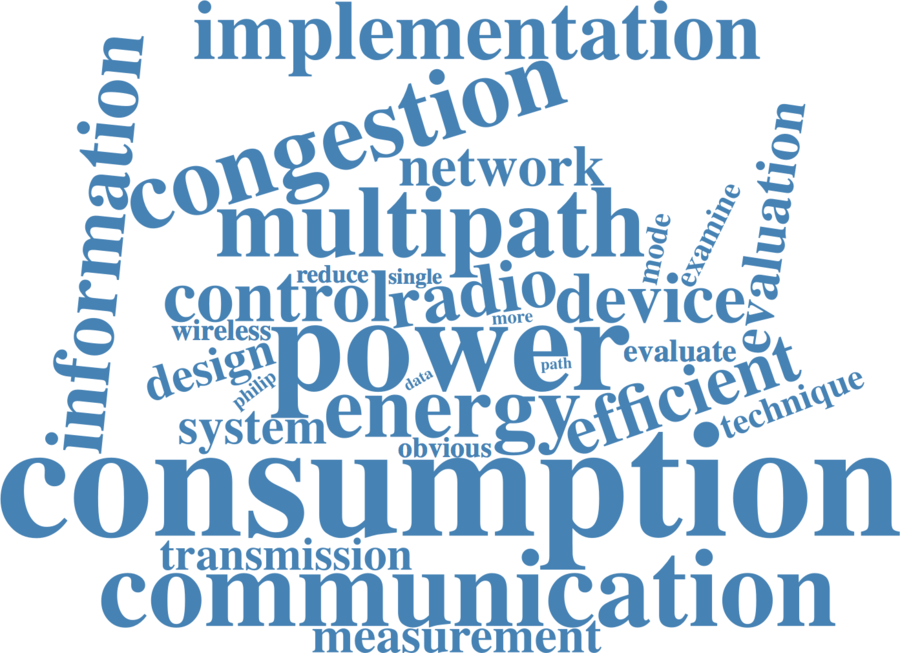 implementation
congestion
information
network
evaluation
multipath
mode
examine
reduce
single
control
radio
device
more
wireless
power
evaluate
design
path
data
philip
efficient
energy
technique
system
obvious
consumption
transmission
communication
measurement